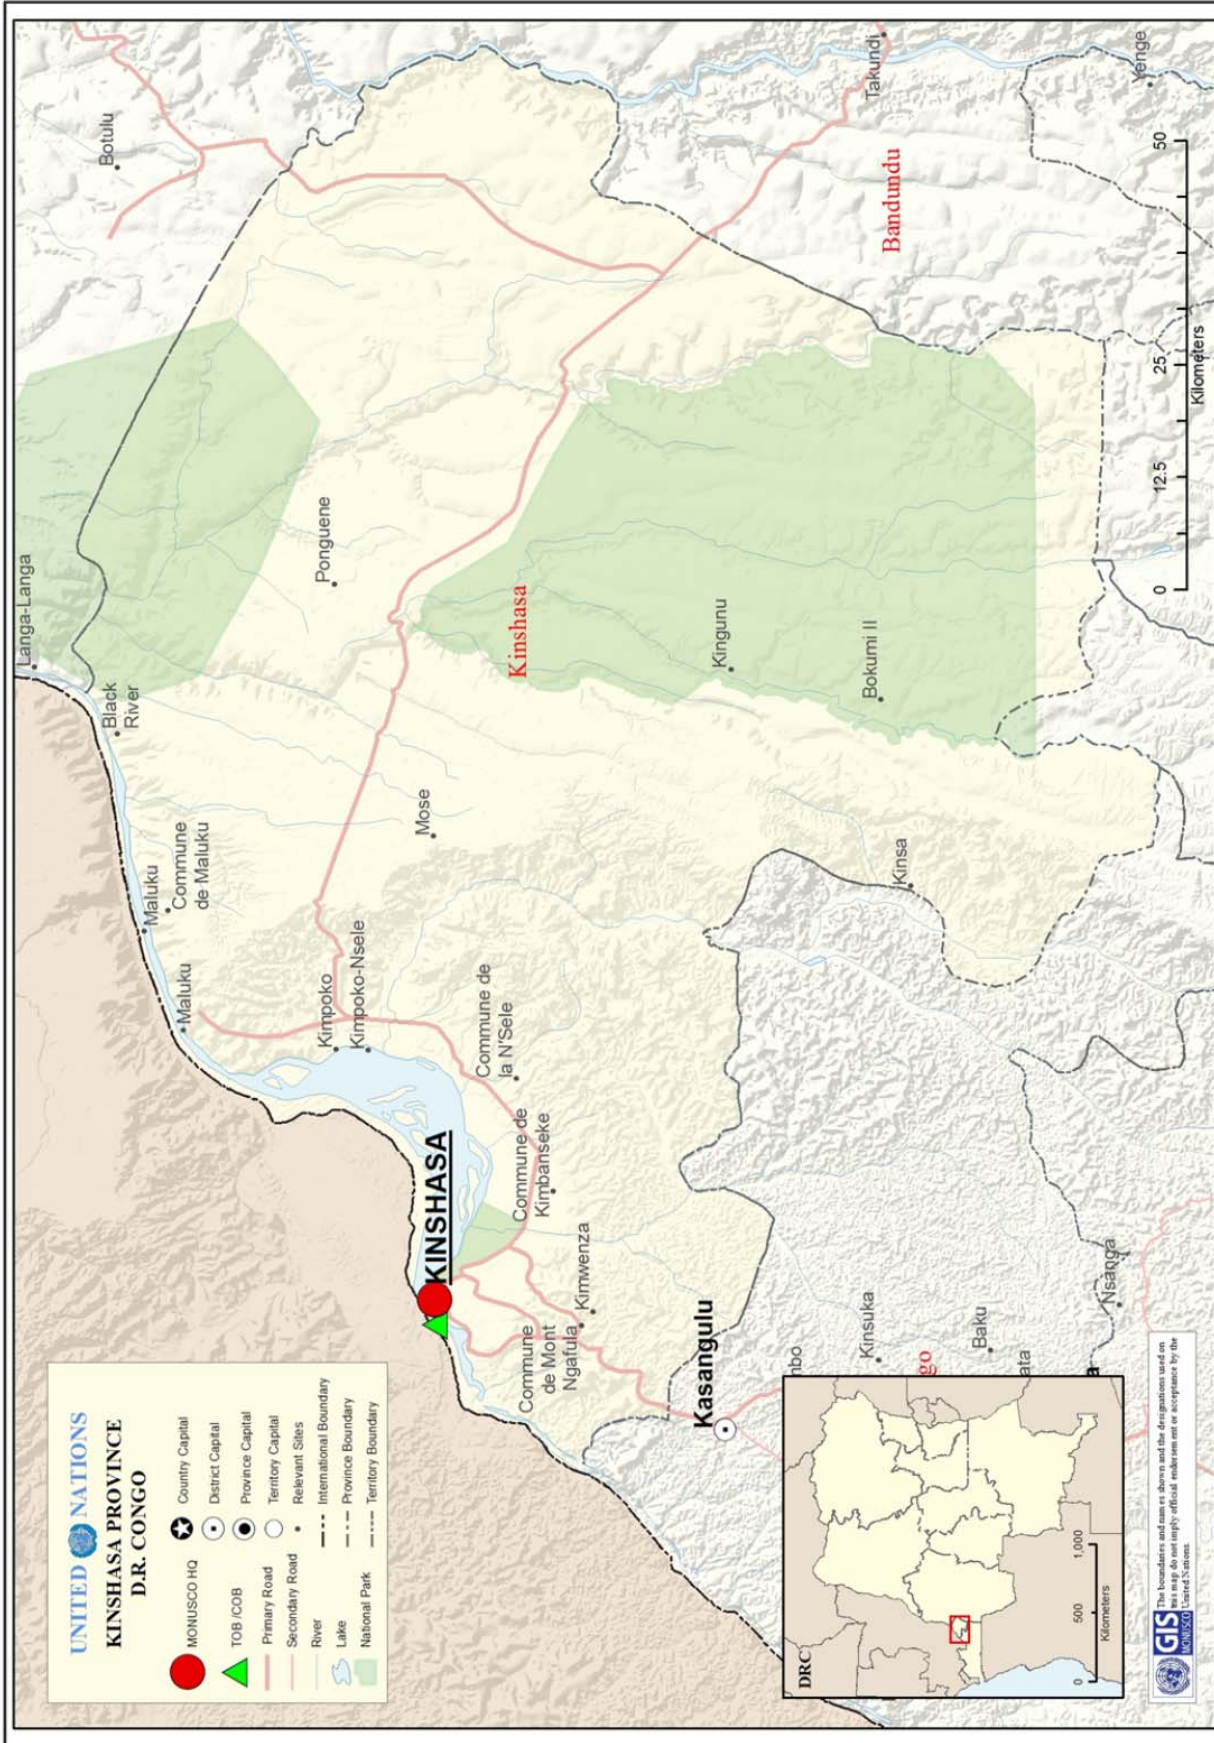 UNITED NATIONS
KINSHASA PROVINCE
D.R. CONGO
MONUSCO HQ
TOB /COB
Primary Road
Secondary Road
River
Lake
National Park
Country Capital
District Capital
Province Capital
Territory Capital
Relevant Sites
International Boundary
Province Boundary
Territory Boundary
Langa-Langa
Black
River
Botulu
Takundi
Yenge
Bandundu
Ponguene
Maluku
Commune
de Maluku
Maluku
Mose
Kinshasa
Kingunu
Bokumi II
Kimpoko
Kimpoko-Nsele
Commune de
la N'Sele
KINSHASA
Commune de
Kimbanseke
Kinsa
Commune
de Mont
Ngafula
Kimwenza
Kasangulu
mbo
Kinsuka
go
Baku
ata
Nsanga
a
DRC
0 500 1,000
Kilometers
0 12.5 25 50
Kilometers
GIS
MONUSCO
The boundaries and names shown and the designations used on
this map do not imply official endorsement or acceptance by the
United Nations.